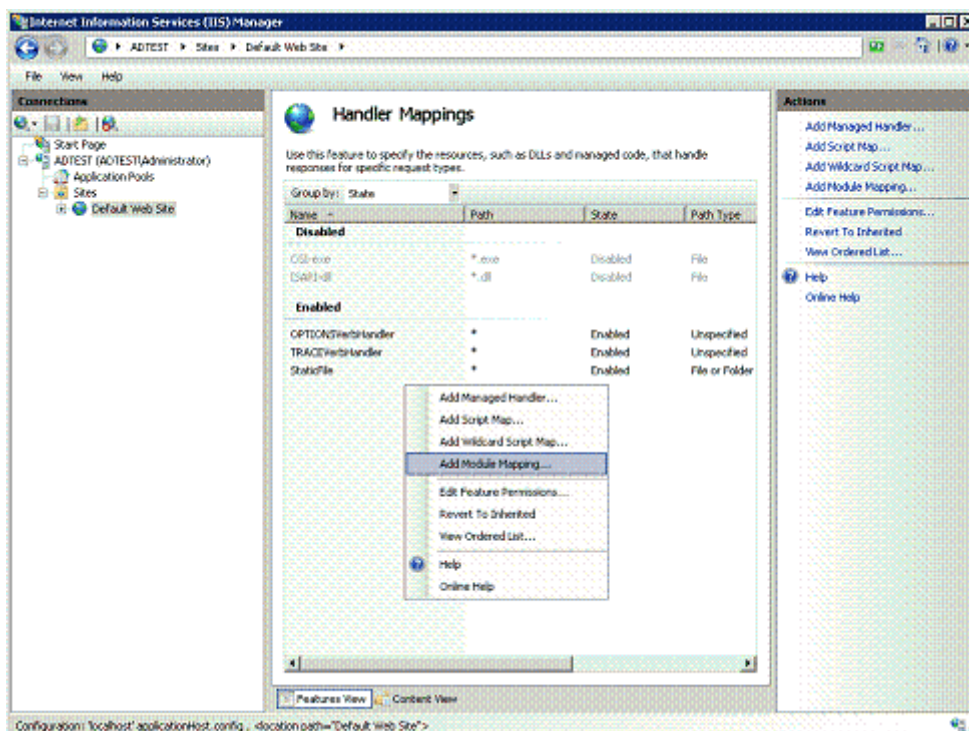 Internet Information Services (IIS) Manager
ADTEST Sites Default Web Site
File View Help
Connections
Start Page
ADTEST (ADTEST\Administrator)
Application Pools
Sites
Default Web Site
Handler Mappings
Use this feature to specify the resources, such as DLLs and managed code, that handle
responses for specific request types.
Group by: State
Name Path State Path Type
Disabled
CGI-exe *.exe Disabled File
ISAPI-dll *.dll Disabled File
Enabled
OPTIONSVerbHandler * Enabled Unspecified
TRACEVerbHandler * Enabled Unspecified
StaticFile * Enabled File or Folder
Add Managed Handler...
Add Script Map...
Add Wildcard Script Map...
Add Module Mapping...
Edit Feature Permissions...
Revert To Inherited
View Ordered List...
Help
Online Help
Features View Content View
Actions
Add Managed Handler...
Add Script Map...
Add Wildcard Script Map...
Add Module Mapping...
Edit Feature Permissions...
Revert To Inherited
View Ordered List...
Help
Online Help
Configuration: 'localhost' applicationHost.config , <location path="Default Web Site">